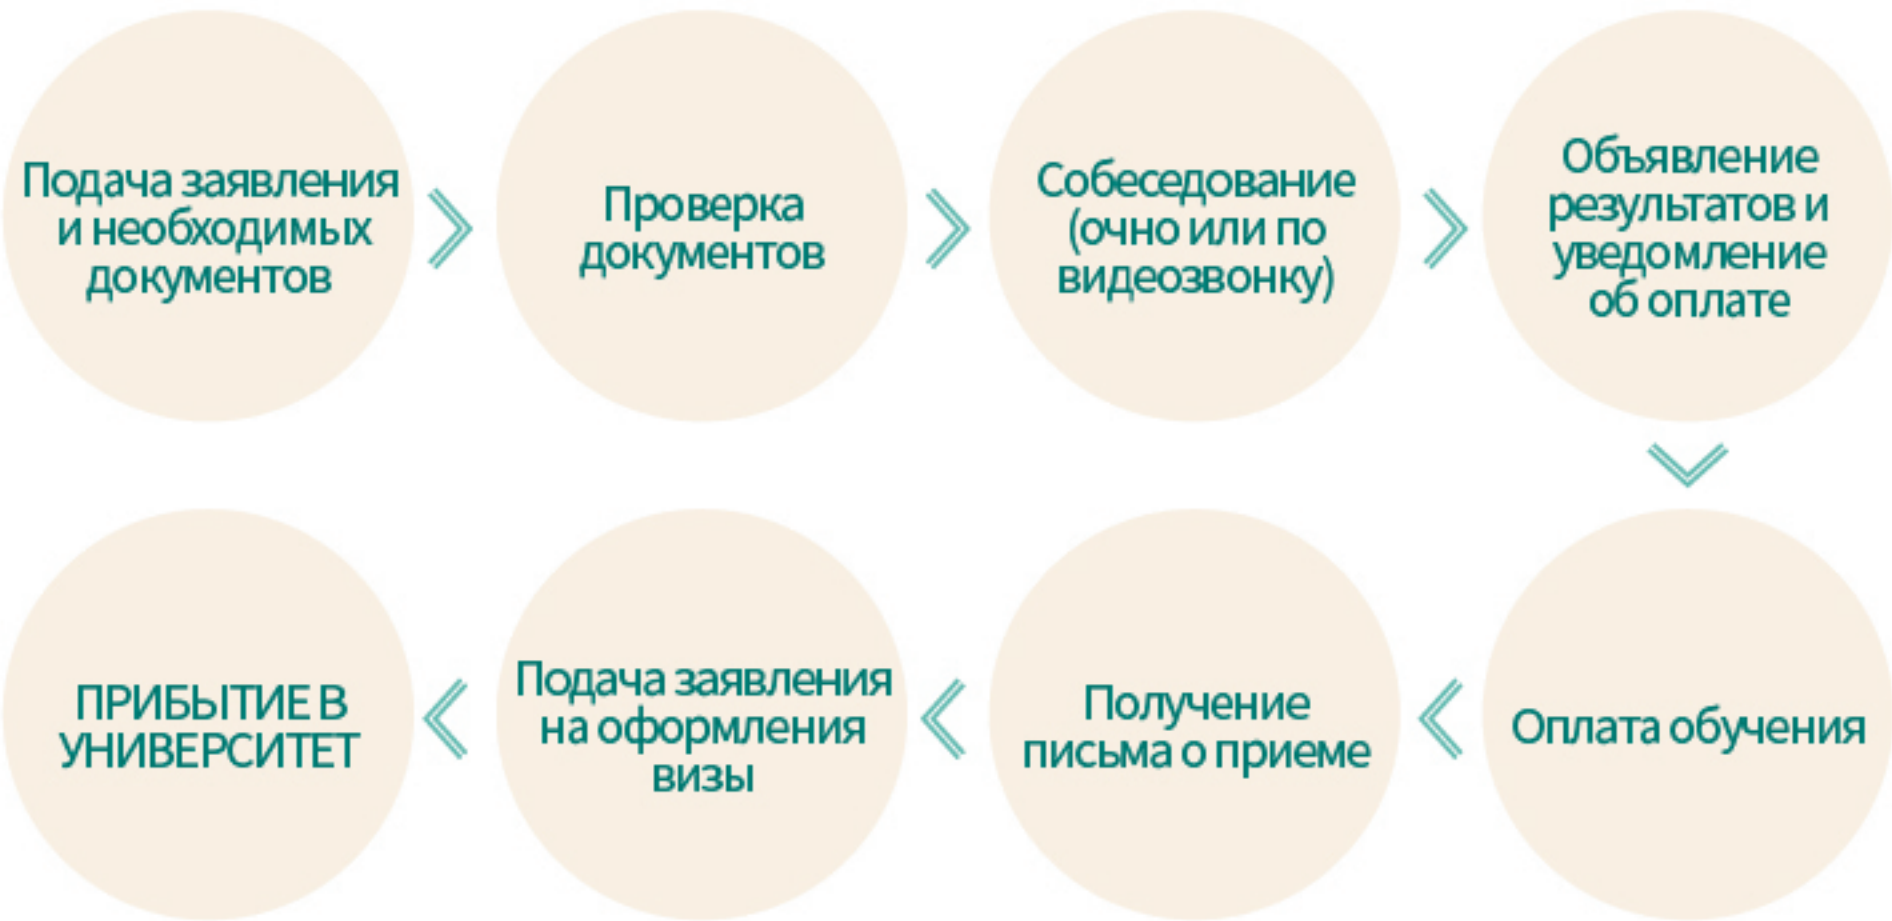 Подача заявления
и необходимых
документов
Проверка
документов
Собеседование
(очно или по
видеозвонку)
Объявление
результатов и
уведомление
об оплате
Оплата обучения
Получение
письма о приеме
Подача заявления
на оформления
визы
ПРИБЫТИЕ В
УНИВЕРСИТЕТ